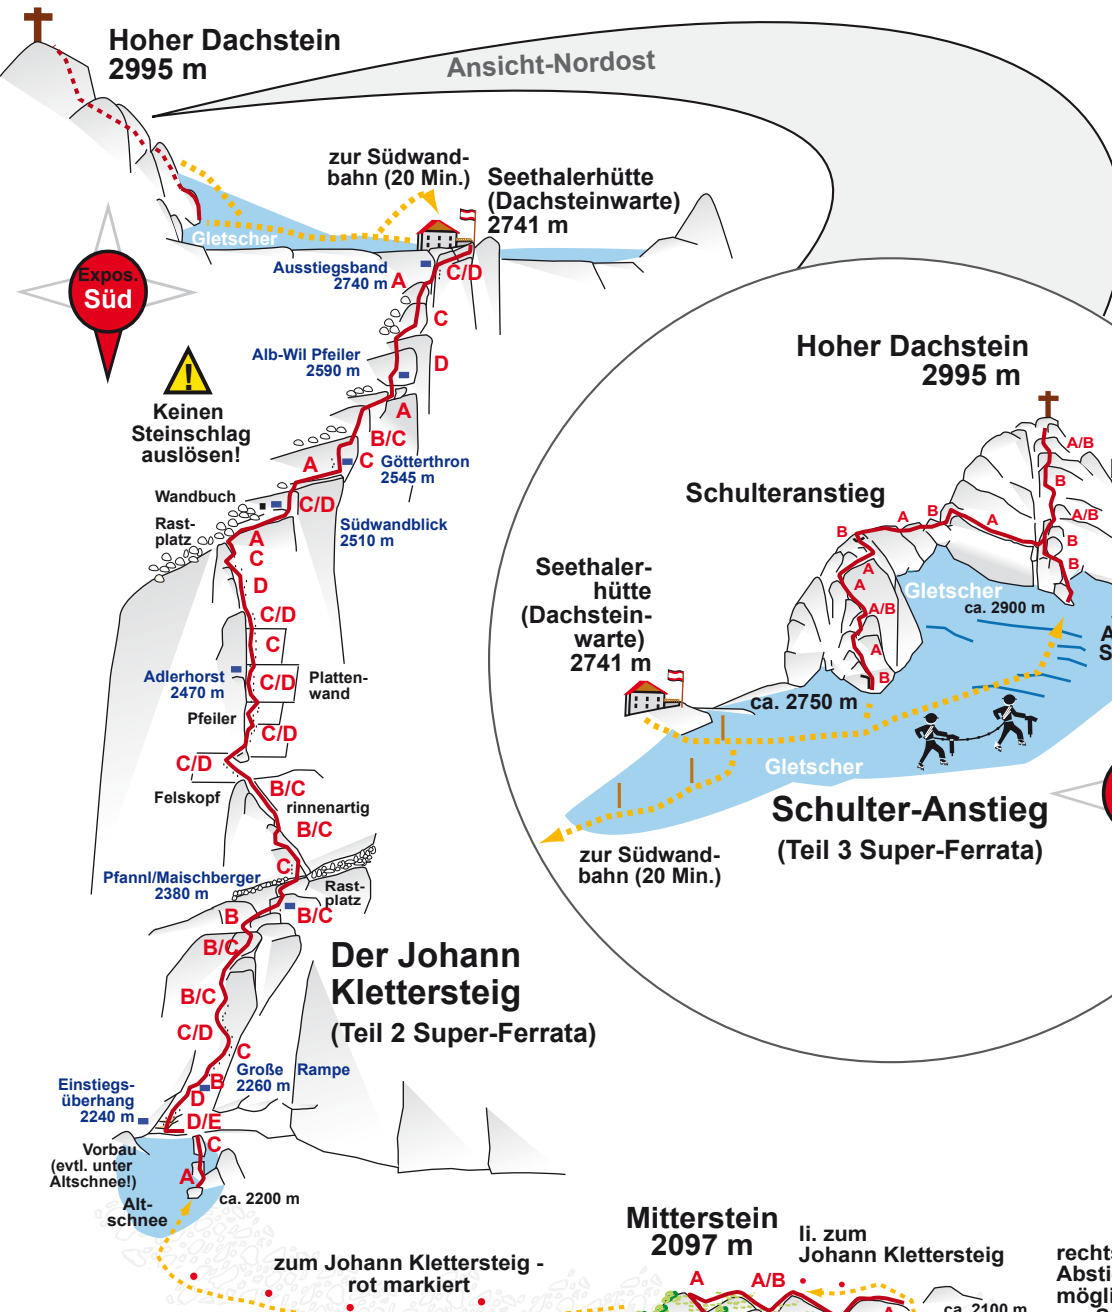 Hoher Dachstein
2995 m
Ansicht-Nordost
zur Südwand-
bahn (20 Min.)
Seethalerhütte
(Dachsteinwarte)
2741 m
Gletscher
Expos.
Süd
Ausstiegsband
2740 m
A
C/D
C
Alb-Wil Pfeiler
2590 m
D
!
Keinen
Steinschlag
auslösen!
A
B/C
A
C
Götterthron
2545 m
Wandbuch
C/D
Rast-
platz
Südwandblick
2510 m
A
C
D
C/D
C
Adlerhorst
2470 m
C/D
Platten-
wand
Pfeiler
C/D
C/D
Felskopf
B/C
rinnenartig
B/C
C
Pfannl/Maischberger
2380 m
Rast-
platz
B
B/C
B/C
Der Johann
Klettersteig
(Teil 2 Super-Ferrata)
B/C
C/D
C
Große Rampe
2260 m
B
D
Einstiegs-
überhang
2240 m
D/E
C
Vorbau
(evtl. unter
Altschnee!)
A
Alt-
schnee
ca. 2200 m
zum Johann Klettersteig -
rot markiert
Hoher Dachstein
2995 m
A/B
B
A/B
B
B
Schulteranstieg
B
A
B
A
A
A
A/B
A
B
Seethaler-
hütte
(Dachstein-
warte)
2741 m
Gletscher
ca. 2900 m
A
S
ca. 2750 m
Gletscher
Schulter-Anstieg
(Teil 3 Super-Ferrata)
zur Südwand-
bahn (20 Min.)
Mitterstein
2097 m
li. zum
Johann Klettersteig
A
A/B
A
ca. 2100 m
rechts
Absti
mögli